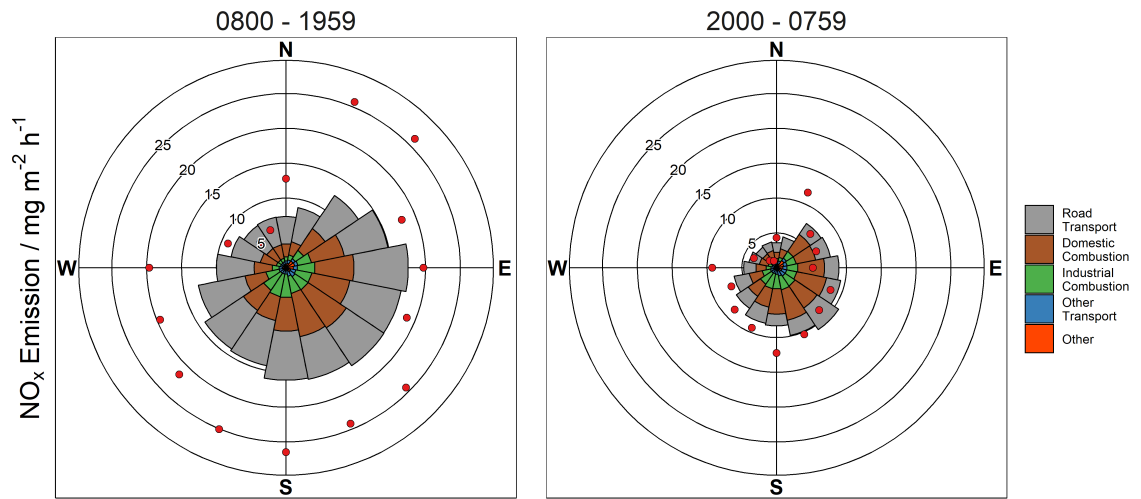 0800 - 1959
2000 - 0759
NOx Emission / mg m-2 h-1
N
25
20
15
10
5
W
E
S
N
25
20
15
10
5
W
E
S
Road
Transport
Domestic
Combustion
Industrial
Combustion
Other
Transport
Other